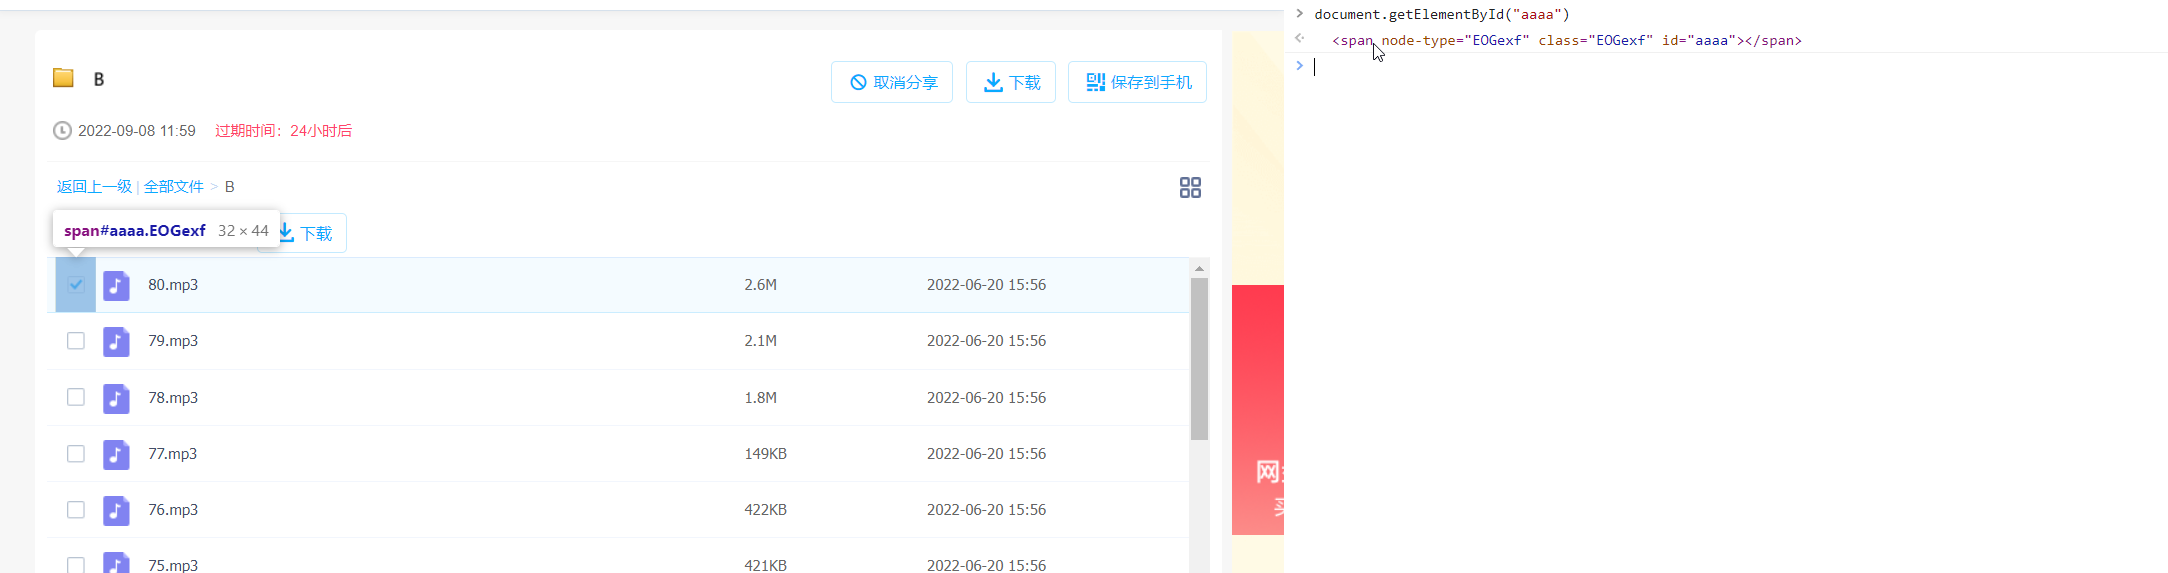 B
取消分享
下载
保存到手机
2022-09-08 11:59 过期时间：24小时后
返回上一级 | 全部文件 > B
span#aaaa.EOGexf 32 × 44
下载
80.mp3 2.6M 2022-06-20 15:56
79.mp3 2.1M 2022-06-20 15:56
78.mp3 1.8M 2022-06-20 15:56
77.mp3 149KB 2022-06-20 15:56
76.mp3 422KB 2022-06-20 15:56
75.mp3 421KB 2022-06-20 15:56
网
> document.getElementById("aaaa")
<span node-type="EOGexf" class="EOGexf" id="aaaa"></span>
>